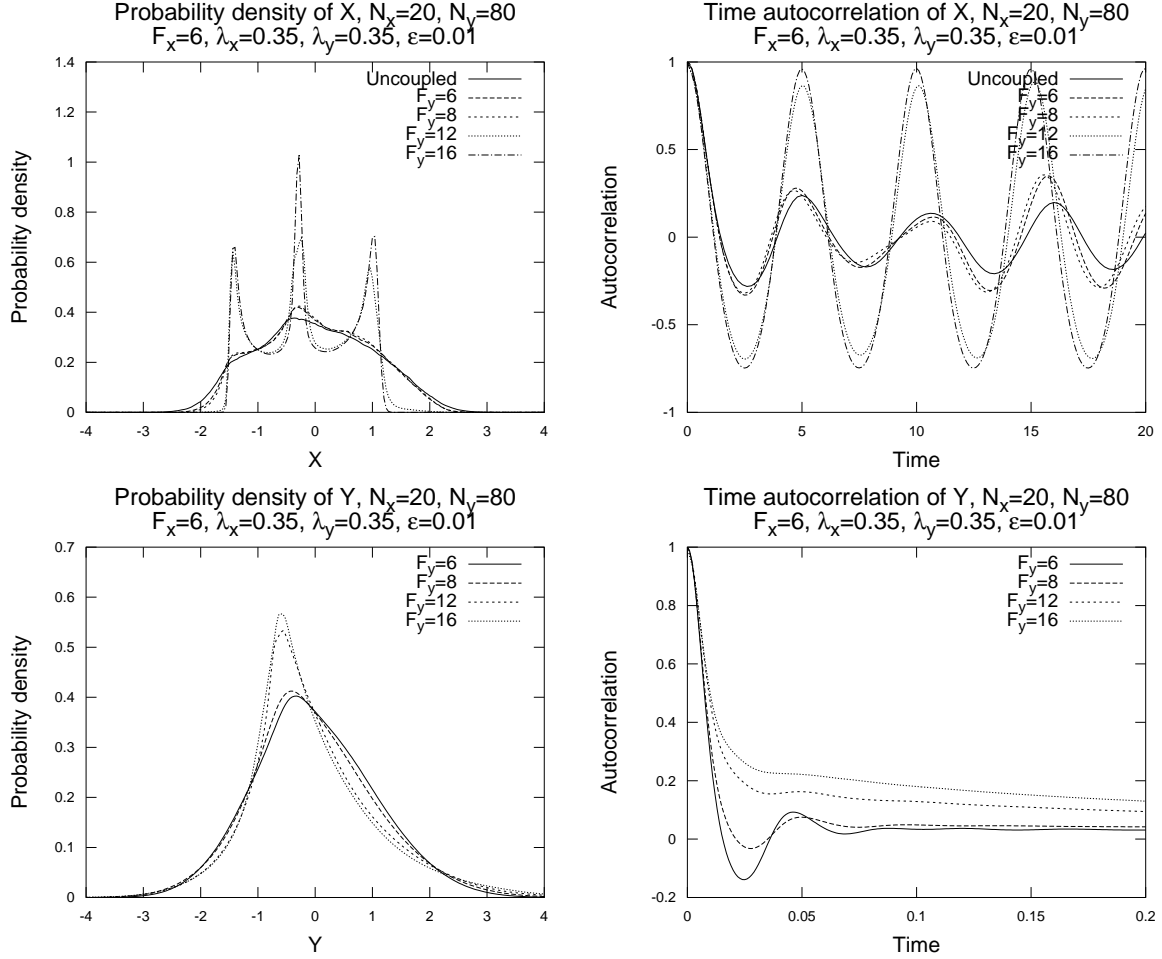 Probability density of X, N_x=20, N_y=80
F_x=6, λ_x=0.35, λ_y=0.35, ε=0.01
1.4
1.2
1
0.8
0.6
0.4
0.2
0
Probability density
Uncoupled
F_y=6
F_y=8
F_y=12
F_y=16
-4 -3 -2 -1 0 1 2 3 4
X
Time autocorrelation of X, N_x=20, N_y=80
F_x=6, λ_x=0.35, λ_y=0.35, ε=0.01
1
0.5
0
-0.5
-1
Autocorrelation
Uncoupled
F_y=6
F_y=8
F_y=12
F_y=16
0 5 10 15 20
Time
Probability density of Y, N_x=20, N_y=80
F_x=6, λ_x=0.35, λ_y=0.35, ε=0.01
0.7
0.6
0.5
0.4
0.3
0.2
0.1
0
Probability density
F_y=6
F_y=8
F_y=12
F_y=16
-4 -3 -2 -1 0 1 2 3 4
Y
Time autocorrelation of Y, N_x=20, N_y=80
F_x=6, λ_x=0.35, λ_y=0.35, ε=0.01
1
0.8
0.6
0.4
0.2
0
-0.2
Autocorrelation
F_y=6
F_y=8
F_y=12
F_y=16
0 0.05 0.1 0.15 0.2
Time